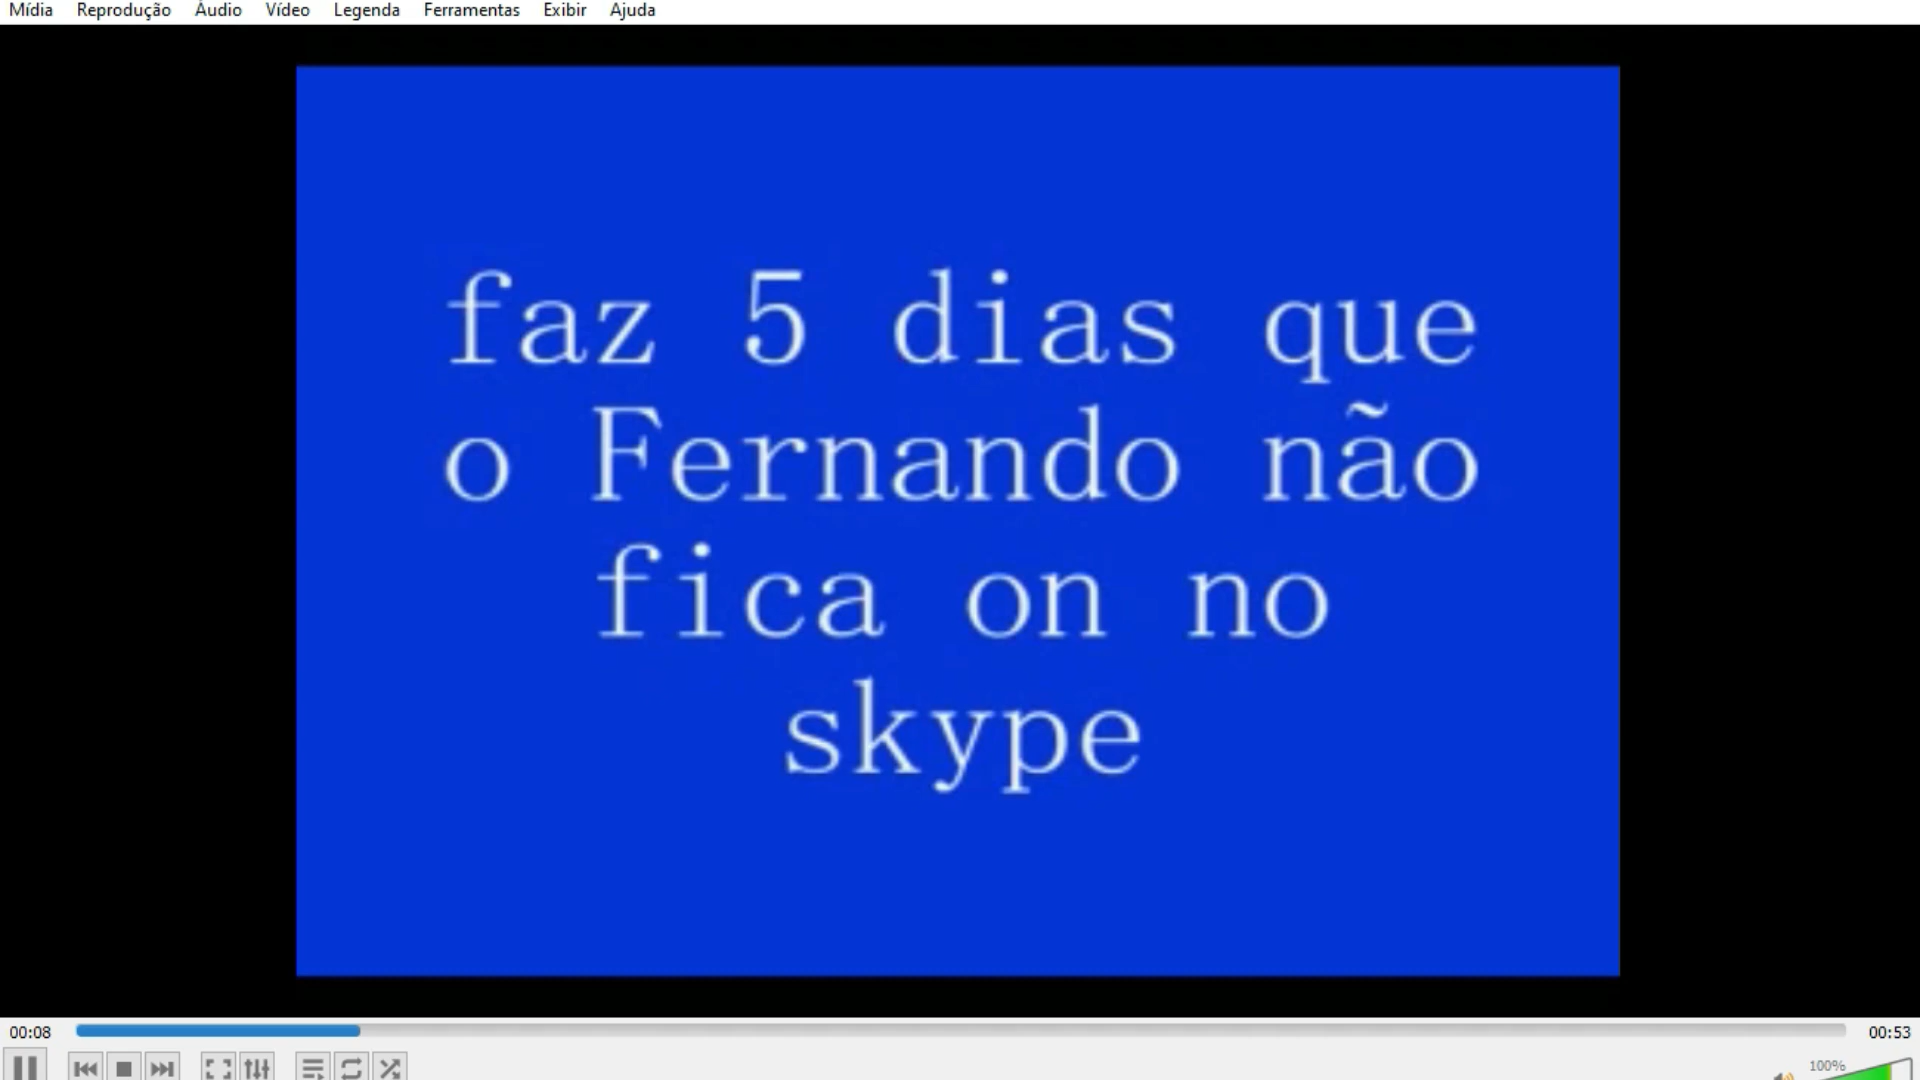 Mídia Reprodução Áudio Vídeo Legenda Ferramentas Exibir Ajuda
faz 5 dias que
o Fernando não
fica on no
skype
00:08 00:53
100%